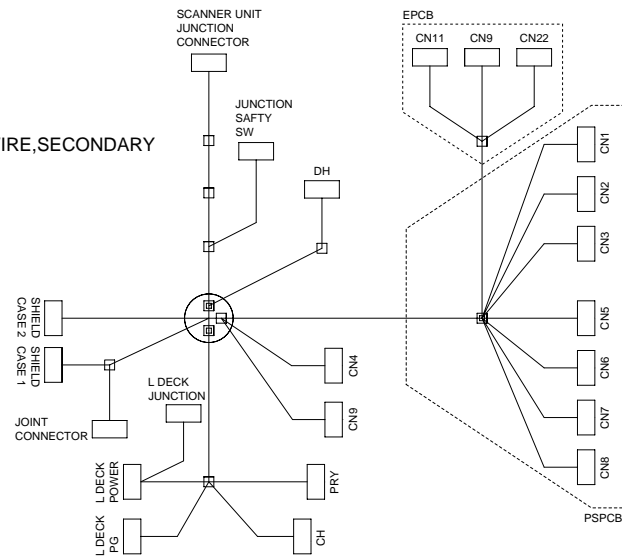 SCANNER UNIT
JUNCTION
CONNECTOR
EPCB
CN11
CN9
CN22
JUNCTION
SAFTY
SW
IRE,SECONDARY
DH
CN1
CN2
CN3
CN5
CN6
CN7
CN8
SHIELD
CASE 2
SHIELD
CASE 1
CN4
CN9
L DECK
JUNCTION
JOINT
CONNECTOR
L DECK
POWER
PRY
L DECK
PG
CH
PSPCB